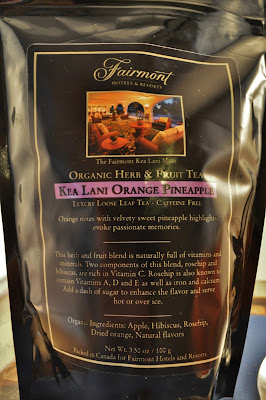 Fairmont
HOTELS & RESORTS
The Fairmont Kea Lani Maui
ORGANIC HERB & FRUIT TEA
KEA LANI ORANGE PINEAPPLE
LUXURY LOOSE LEAF TEA - CAFFEINE FREE
Orange notes with velvety sweet pineapple highlights
evoke passionate memories.
This herb and fruit blend is naturally full of vitamins and
minerals. Two components of this blend, rosehip and
hibiscus, are rich in Vitamin C. Rosehip is also known to
contain Vitamins A, D and E as well as iron and calcium.
Add a dash of sugar to enhance the flavor and serve
hot or over ice.
Ingredients: Apple, Hibiscus, Rosehip,
Dried orange, Natural flavors
Net Wt. 3.50 oz / 100 g
Packed in Canada for Fairmont Hotels and Resorts